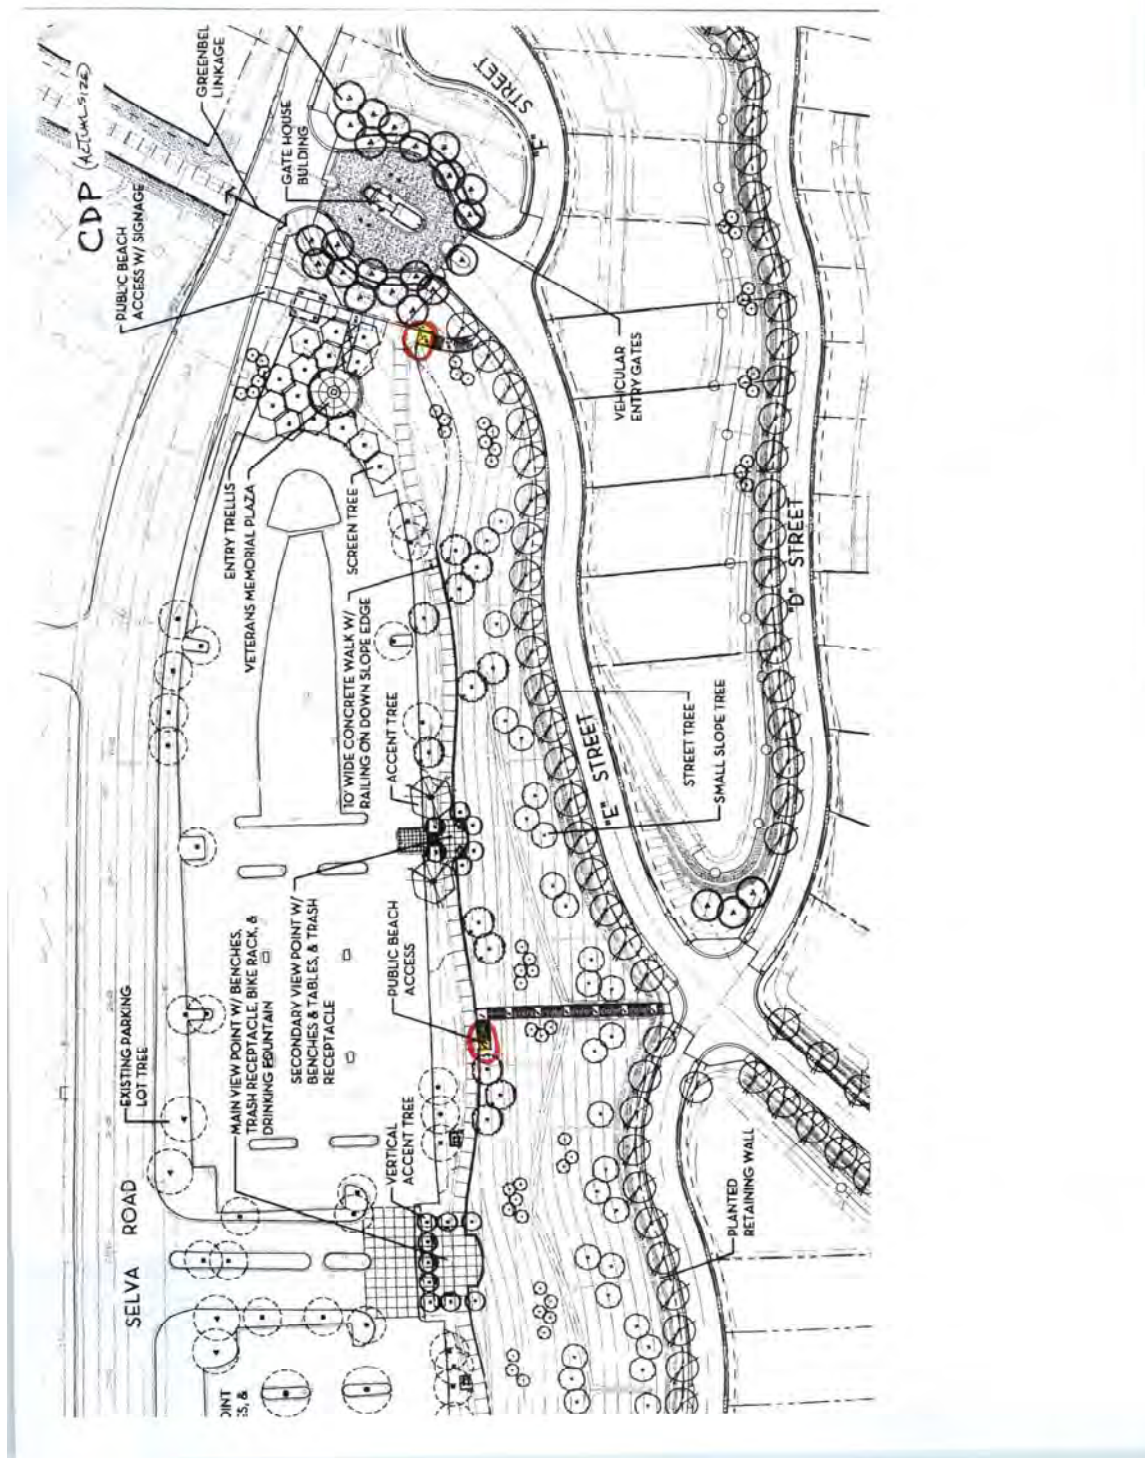 CDP (ACTUAL SIZE)
GREENBEL
LINKAGE
PUBLIC BEACH
ACCESS W/ SIGNAGE
GATE HOUSE
BULDING
"F"
STREET
ENTRY TRELLIS
VETERANS MEMORIAL PLAZA
SCREEN TREE
VEHICULAR
ENTRY GATES
10' WIDE CONCRETE WALK W/
RAILING ON DOWN SLOPE EDGE
ACCENT TREE
"D" STREET
"E" STREET
STREET TREE
SMALL SLOPE TREE
EXISTING PARKING
LOT TREE
MAIN VIEW POINT W/ BENCHES,
TRASH RECEPTACLE, BIKE RACK, &
DRINKING FOUNTAIN
SECONDARY VIEW POINT W/
BENCHES & TABLES, & TRASH
RECEPTACLE
PUBLIC BEACH
ACCESS
SELVA ROAD
VERTICAL
ACCENT TREE
PLANTED
RETAINING WALL
OINT
ES, &